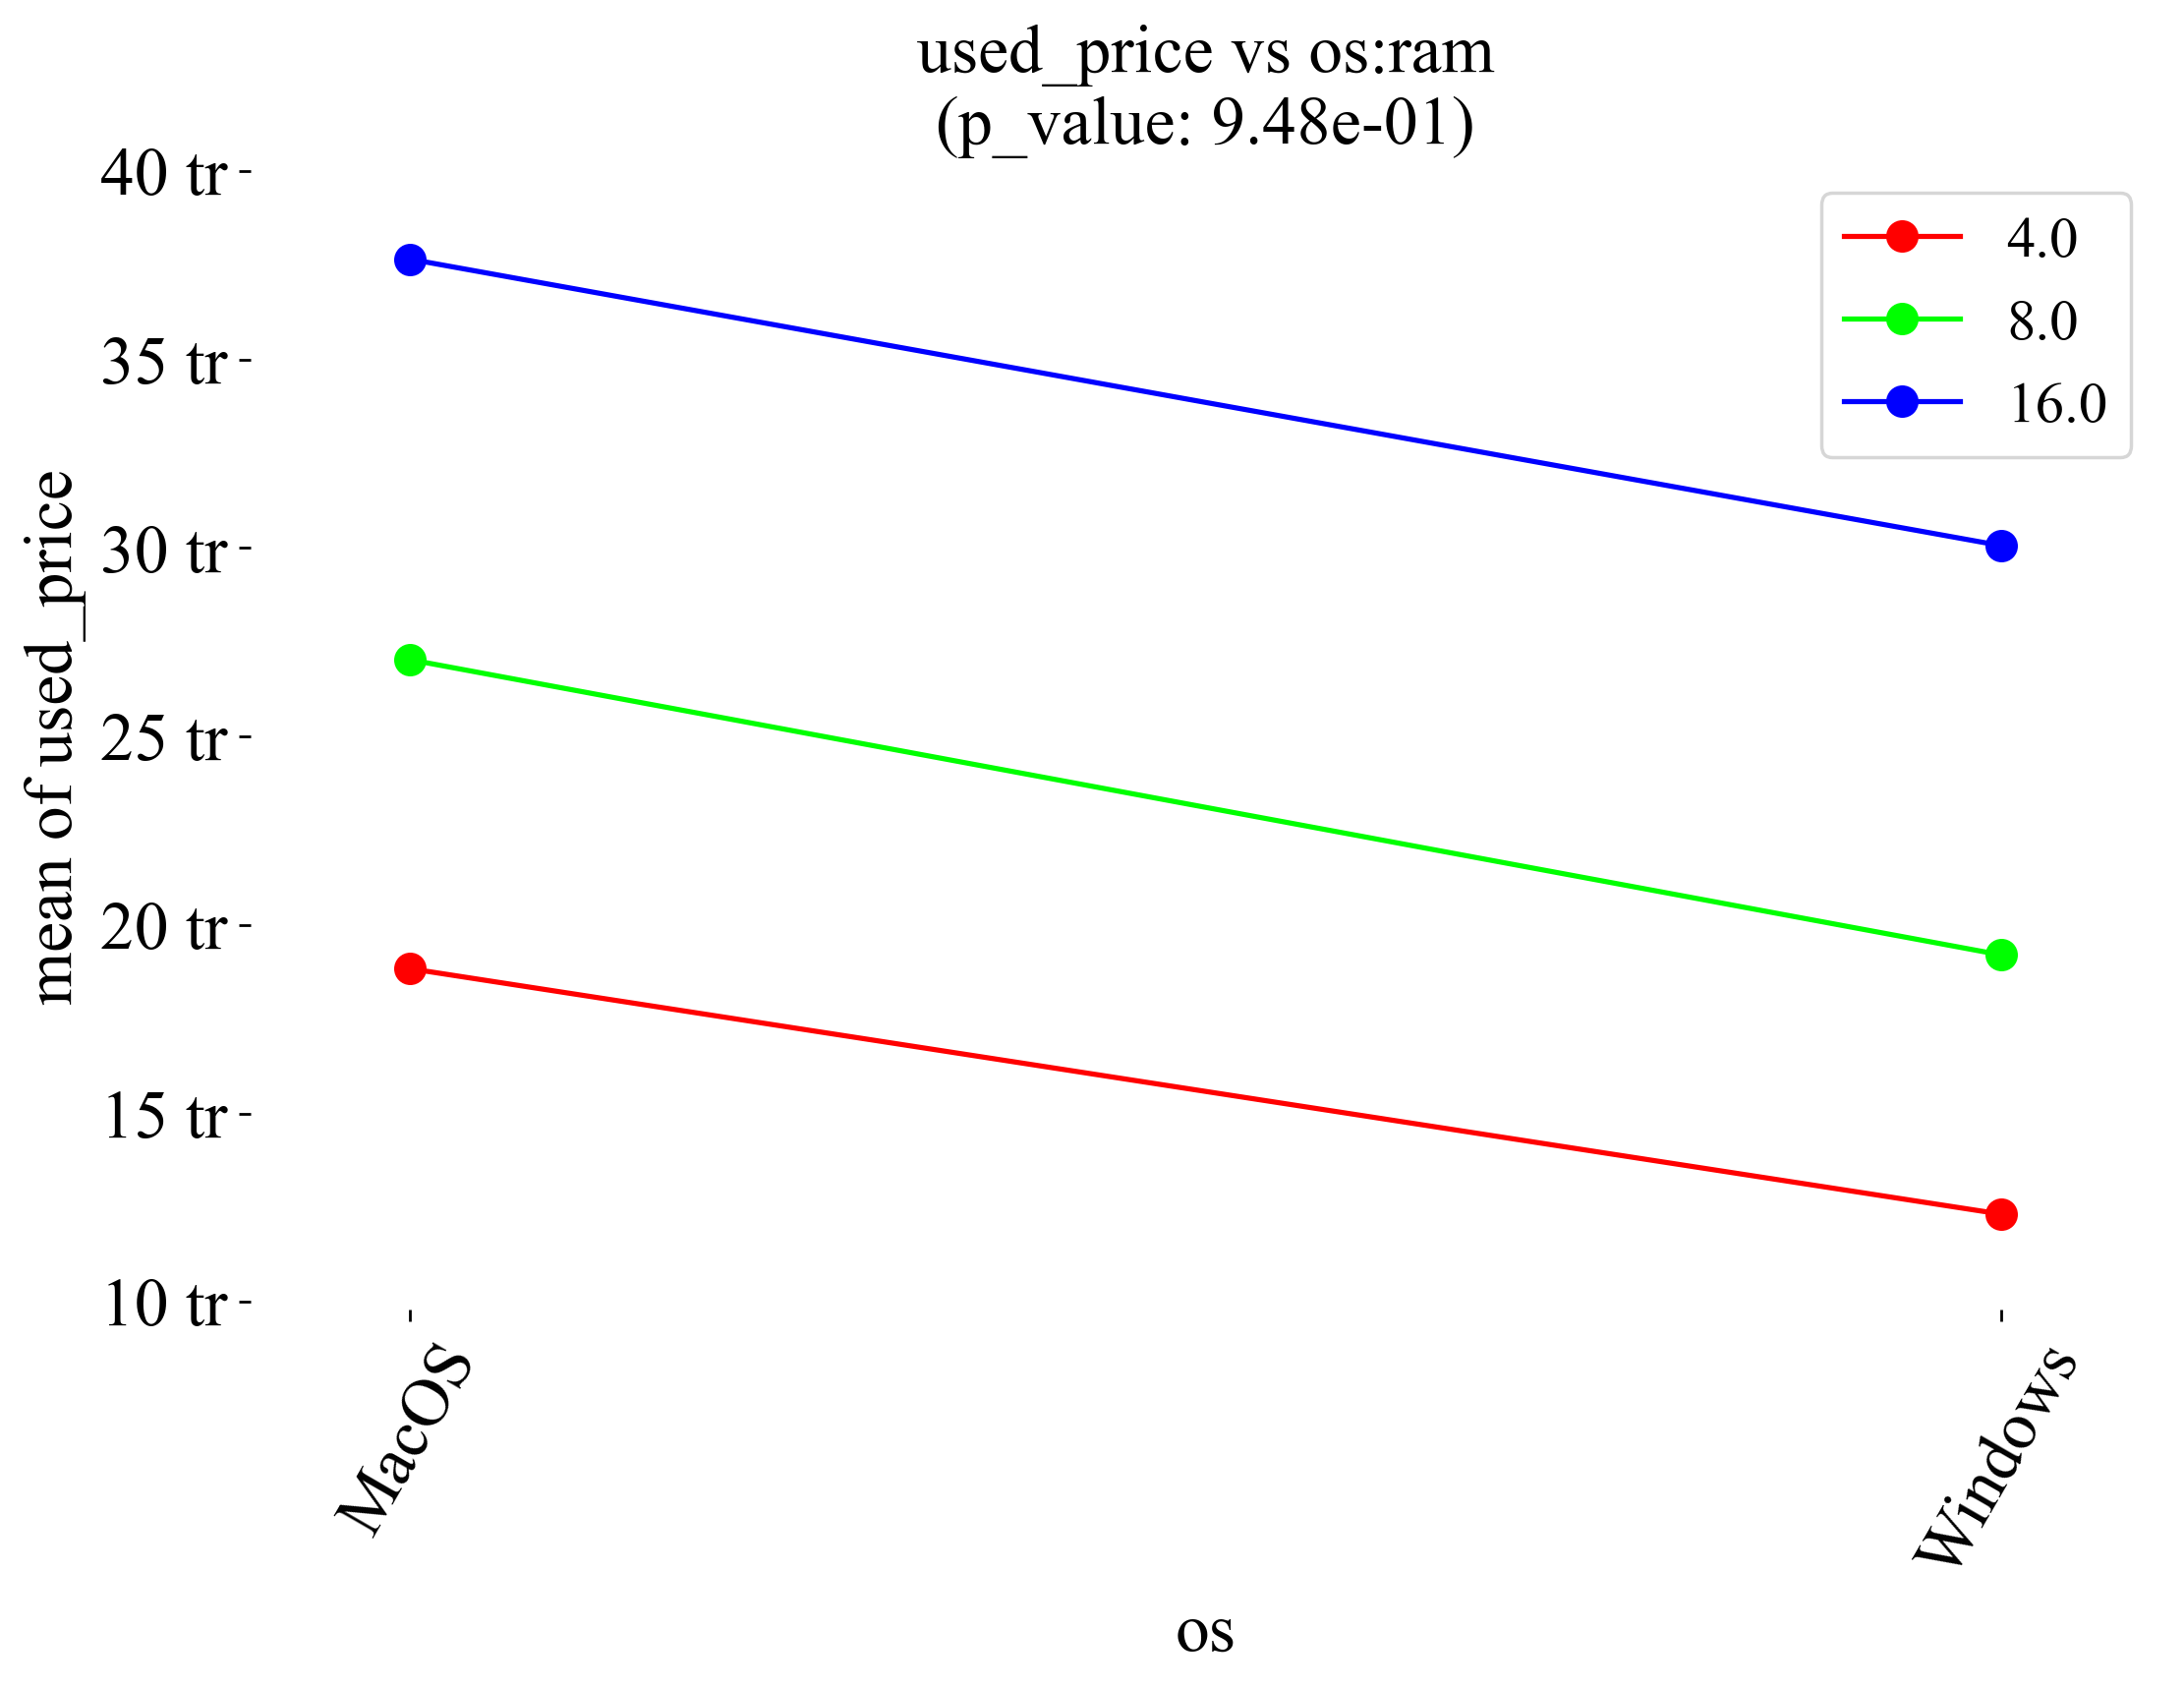 used_price vs os:ram
(p_value: 9.48e-01)
40 tr
35 tr
30 tr
25 tr
20 tr
15 tr
10 tr
mean of used_price
4.0
8.0
16.0
MacOS
Windows
os